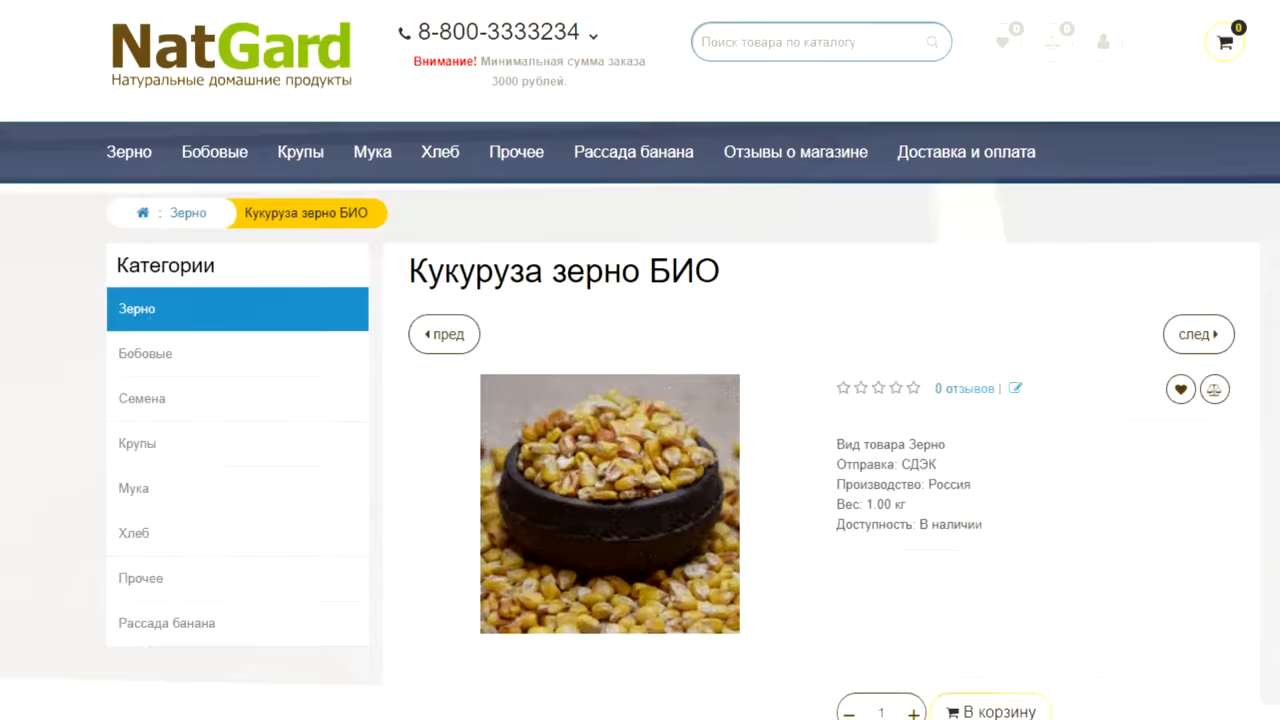 NatGard
Натуральные домашние продукты
8-800-3333234
Внимание! Минимальная сумма заказа
3000 рублей.
Поиск товара по каталогу
0
0
0
Зерно
Бобовые
Крупы
Мука
Хлеб
Прочее
Рассада банана
Отзывы о магазине
Доставка и оплата
: Зерно
Кукуруза зерно БИО
Категории
Зерно
Бобовые
Семена
Крупы
Мука
Хлеб
Прочее
Рассада банана
Кукуруза зерно БИО
пред
след
0 отзывов |
Вид товара Зерно
Отправка: СДЭК
Производство: Россия
Вес: 1.00 кг
Доступность: В наличии
− 1 +
В корзину